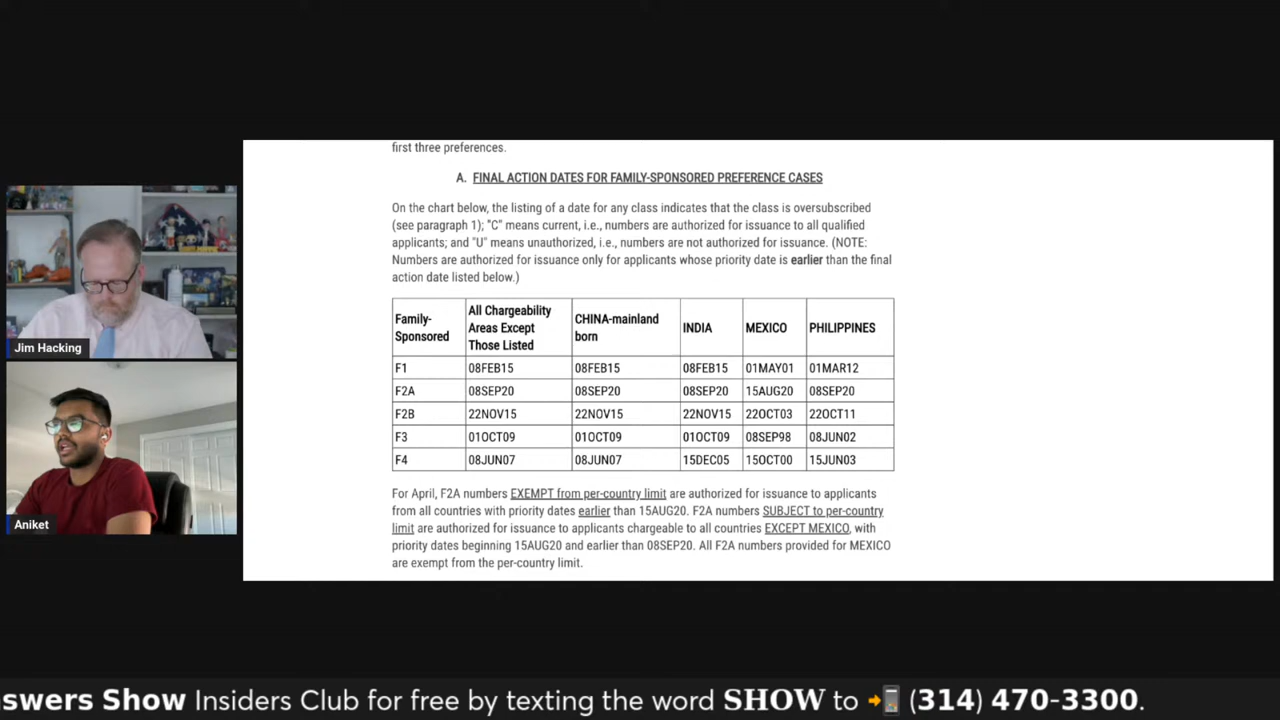 first three preferences.
A. FINAL ACTION DATES FOR FAMILY-SPONSORED PREFERENCE CASES
On the chart below, the listing of a date for any class indicates that the class is oversubscribed
(see paragraph 1); "C" means current, i.e., numbers are authorized for issuance to all qualified
applicants; and "U" means unauthorized, i.e., numbers are not authorized for issuance. (NOTE:
Numbers are authorized for issuance only for applicants whose priority date is earlier than the final
action date listed below.)
Family-Sponsored All Chargeability Areas Except Those Listed CHINA-mainland born INDIA MEXICO PHILIPPINES
F1 08FEB15 08FEB15 08FEB15 01MAY01 01MAR12
F2A 08SEP20 08SEP20 08SEP20 15AUG20 08SEP20
F2B 22NOV15 22NOV15 22NOV15 22OCT03 22OCT11
F3 01OCT09 01OCT09 01OCT09 08SEP98 08JUN02
F4 08JUN07 08JUN07 15DEC05 15OCT00 15JUN03
For April, F2A numbers EXEMPT from per-country limit are authorized for issuance to applicants
from all countries with priority dates earlier than 15AUG20. F2A numbers SUBJECT to per-country
limit are authorized for issuance to applicants chargeable to all countries EXCEPT MEXICO, with
priority dates beginning 15AUG20 and earlier than 08SEP20. All F2A numbers provided for MEXICO
are exempt from the per-country limit.
Jim Hacking
Aniket
swers Show Insiders Club for free by texting the word SHOW to (314) 470-3300.